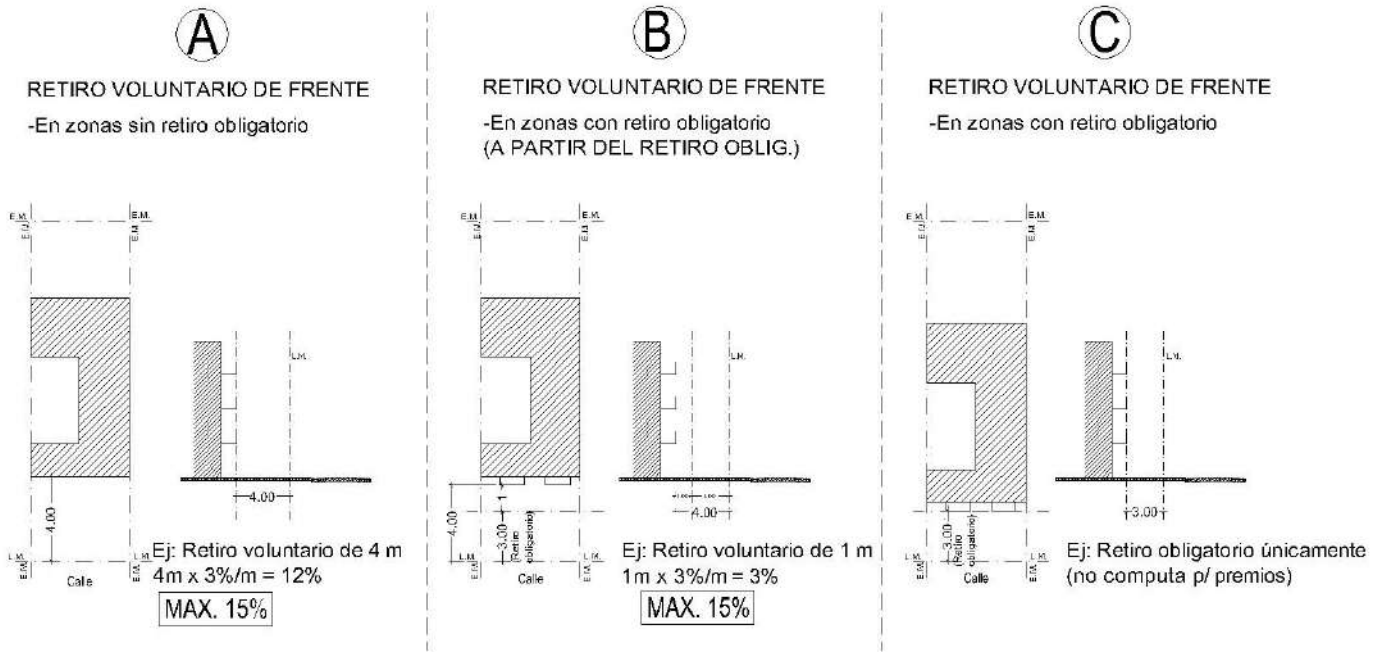 A
RETIRO VOLUNTARIO DE FRENTE
-En zonas sin retiro obligatorio
E.M.
E.M.
E.M.
E.M.
L.M.
4.00
4.00
L.M.
L.M.
E.M.
E.M.
Calle
Ej: Retiro voluntario de 4 m
4m x 3%/m = 12%
MAX. 15%
B
RETIRO VOLUNTARIO DE FRENTE
-En zonas con retiro obligatorio
(A PARTIR DEL RETIRO OBLIG.)
E.M.
E.M.
E.M.
E.M.
L.M.
4.00
1
3.00
(Retiro
obligatorio)
4.00
L.M.
L.M.
E.M.
E.M.
Calle
Ej: Retiro voluntario de 1 m
1m x 3%/m = 3%
MAX. 15%
C
RETIRO VOLUNTARIO DE FRENTE
-En zonas con retiro obligatorio
E.M.
E.M.
E.M.
E.M.
L.M.
3.00
(Retiro
obligatorio)
3.00
L.M.
L.M.
E.M.
E.M.
Calle
Ej: Retiro obligatorio únicamente
(no computa p/ premios)